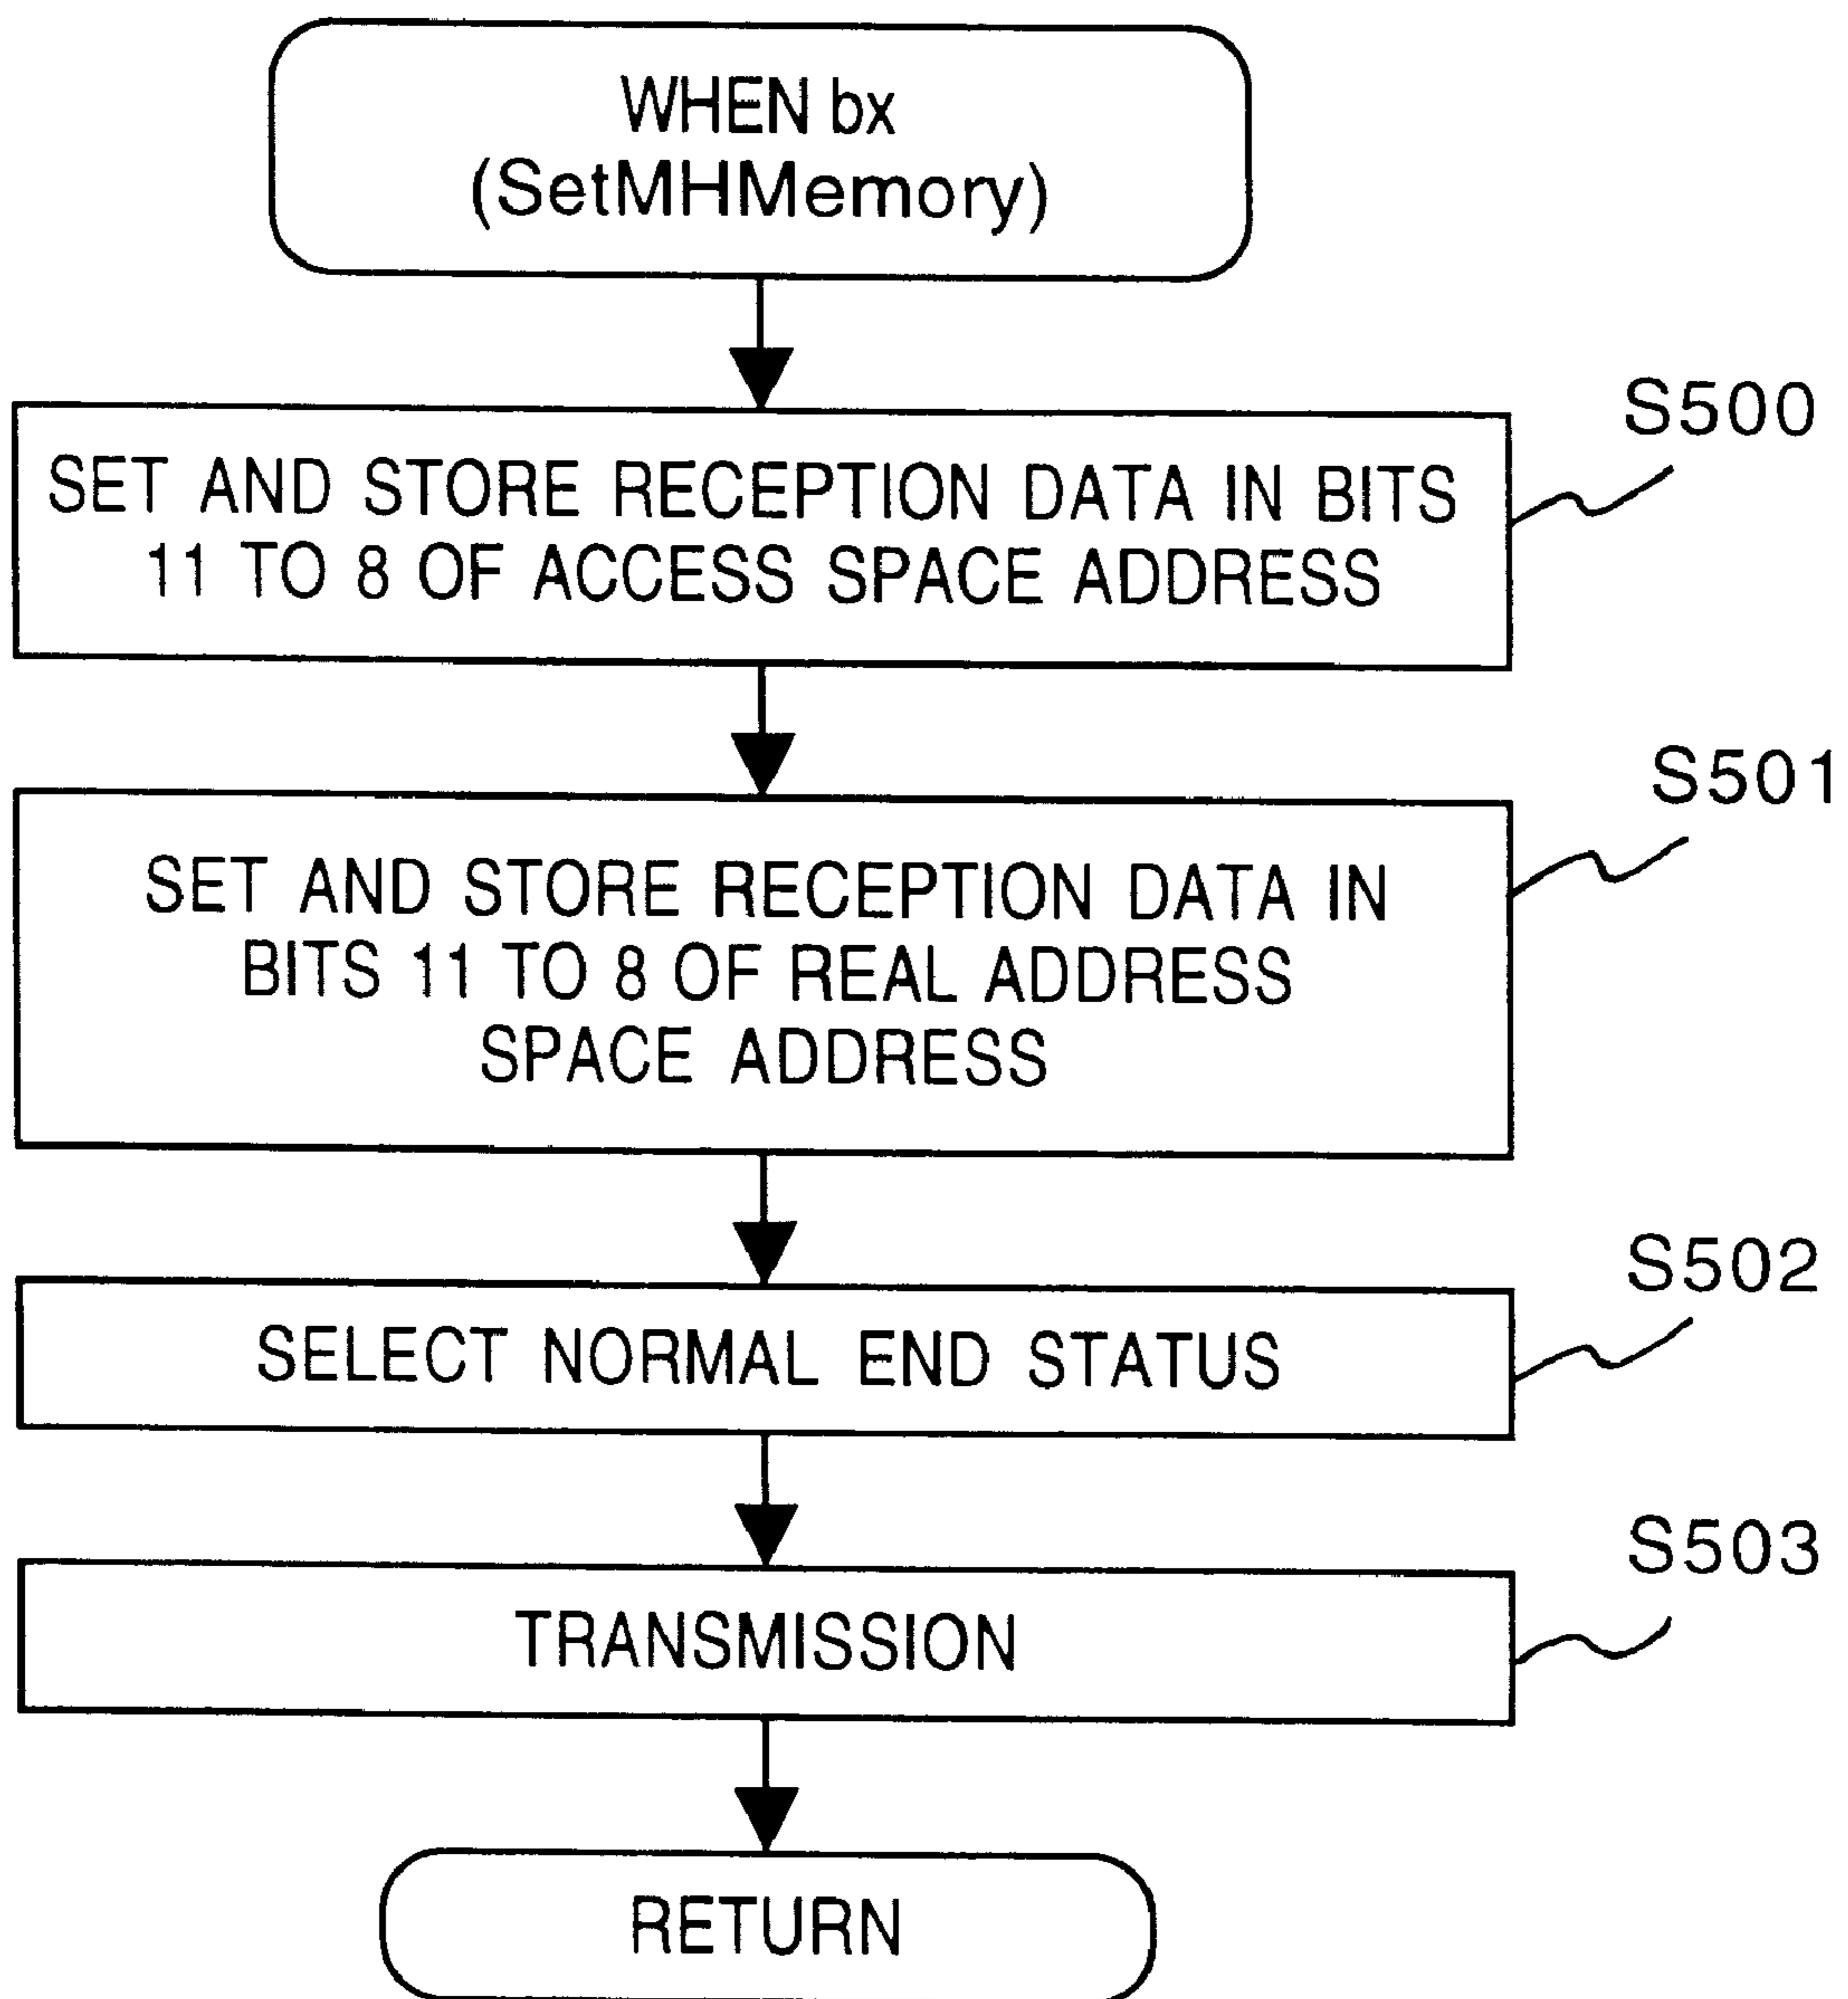 WHEN bx
(SetMHMemory)
S500
SET AND STORE RECEPTION DATA IN BITS
11 TO 8 OF ACCESS SPACE ADDRESS
S501
SET AND STORE RECEPTION DATA IN
BITS 11 TO 8 OF REAL ADDRESS
SPACE ADDRESS
S502
SELECT NORMAL END STATUS
S503
TRANSMISSION
RETURN